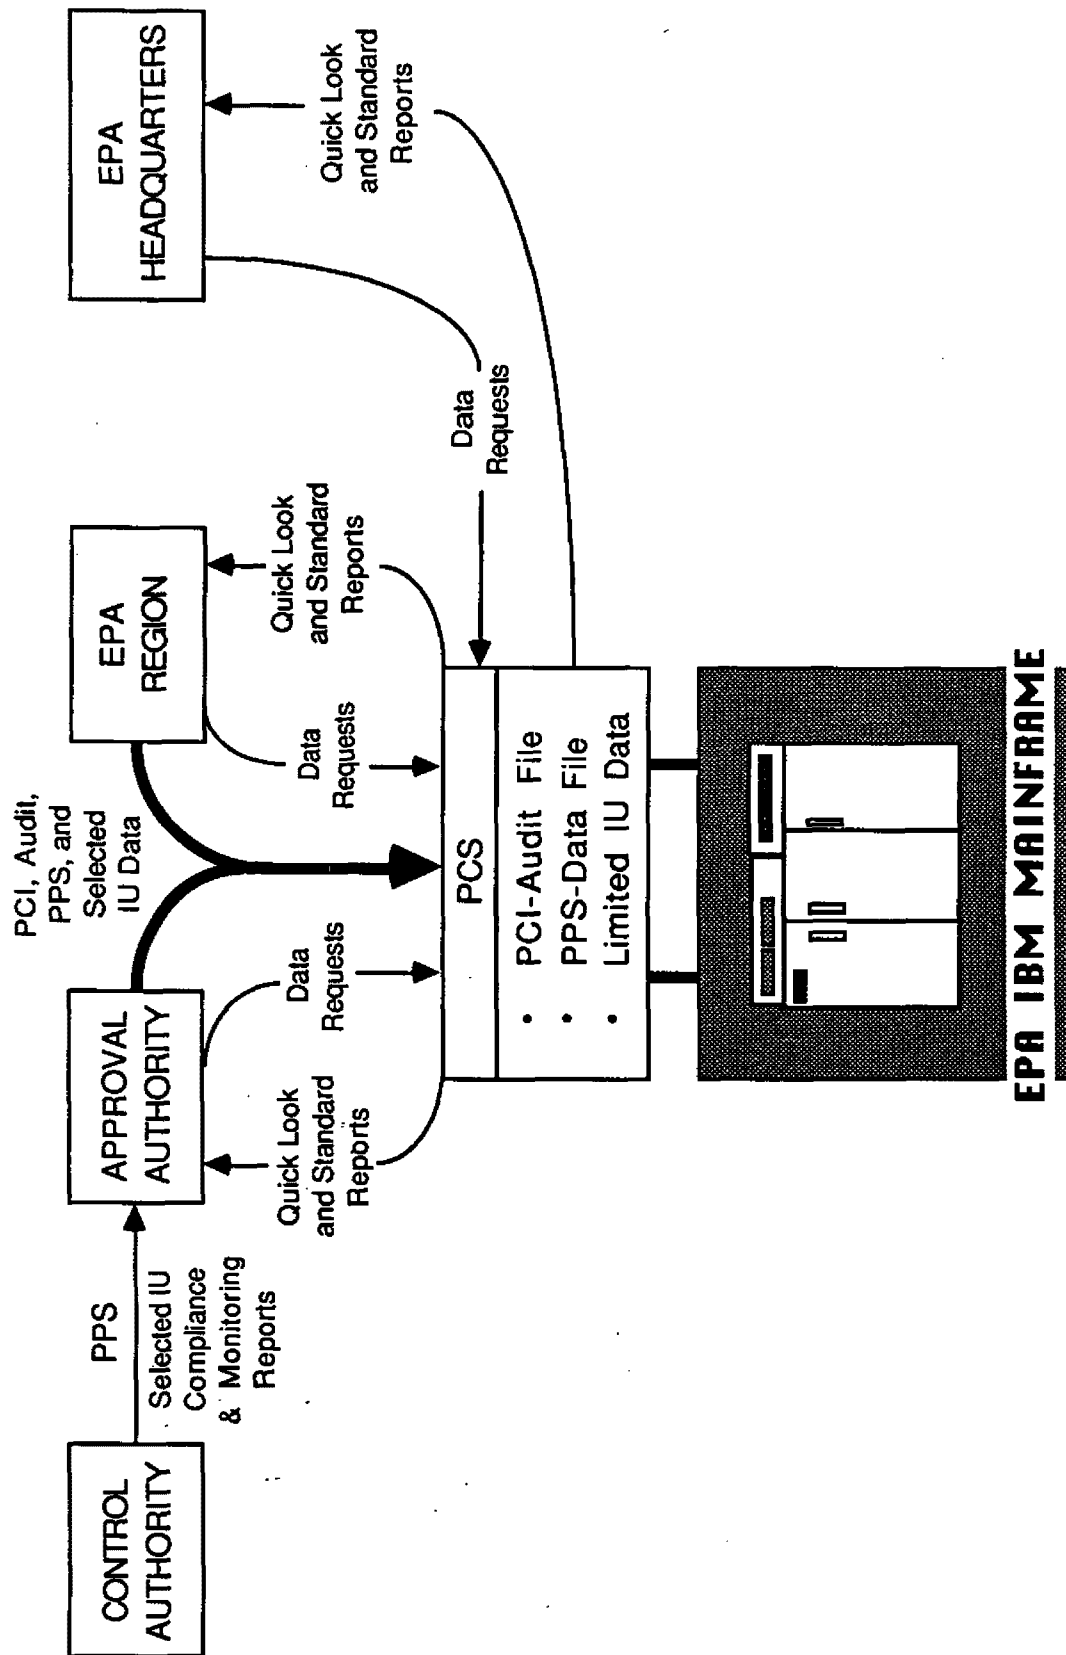 CONTROL
AUTHORITY
PPS
Selected IU
Compliance
& Monitoring
Reports
APPROVAL
AUTHORITY
PCI, Audit,
PPS, and
Selected
IU Data
EPA
REGION
EPA
HEADQUARTERS
Quick Look
and Standard
Reports
Data
Requests
Data
Requests
Quick Look
and Standard
Reports
Data
Requests
Quick Look
and Standard
Reports
PCS
• PCI-Audit File
• PPS-Data File
• Limited IU Data
EPA IBM MAINFRAME